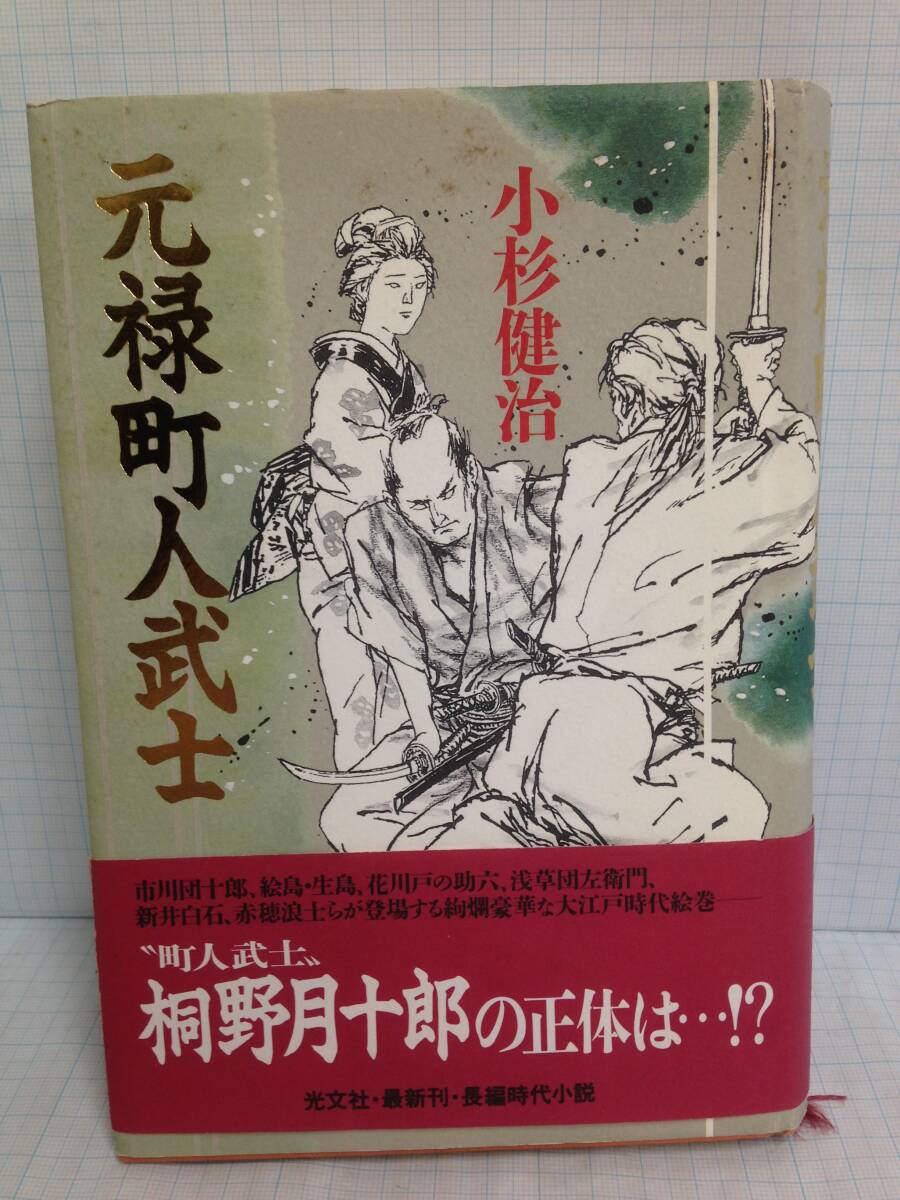 元禄町人武士
小杉健治
市川団十郎、絵島・生島、花川戸の助六、浅草団左衛門、
新井白石、赤穂浪士らが登場する絢爛豪華な大江戸時代絵巻──
〝町人武士〟
桐野月十郎の正体は…!?
光文社・最新刊・長編時代小説